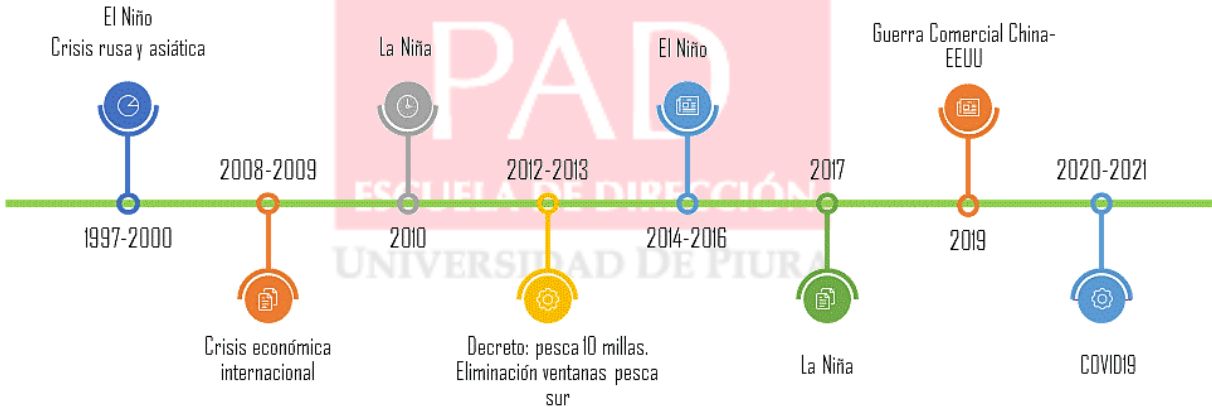 El Niño
Crisis rusa y asiática
La Niña
El Niño
Guerra Comercial China-
EEUU
PAD
2008-2009
2012-2013
2017
2020-2021
ESCUELA DE DIRECCIÓN
1997-2000
2010
2014-2016
2019
UNIVERSIDAD DE PIURA
Crisis económica
internacional
Decreto: pesca 10 millas.
Eliminación ventanas pesca
sur
La Niña
COVID19